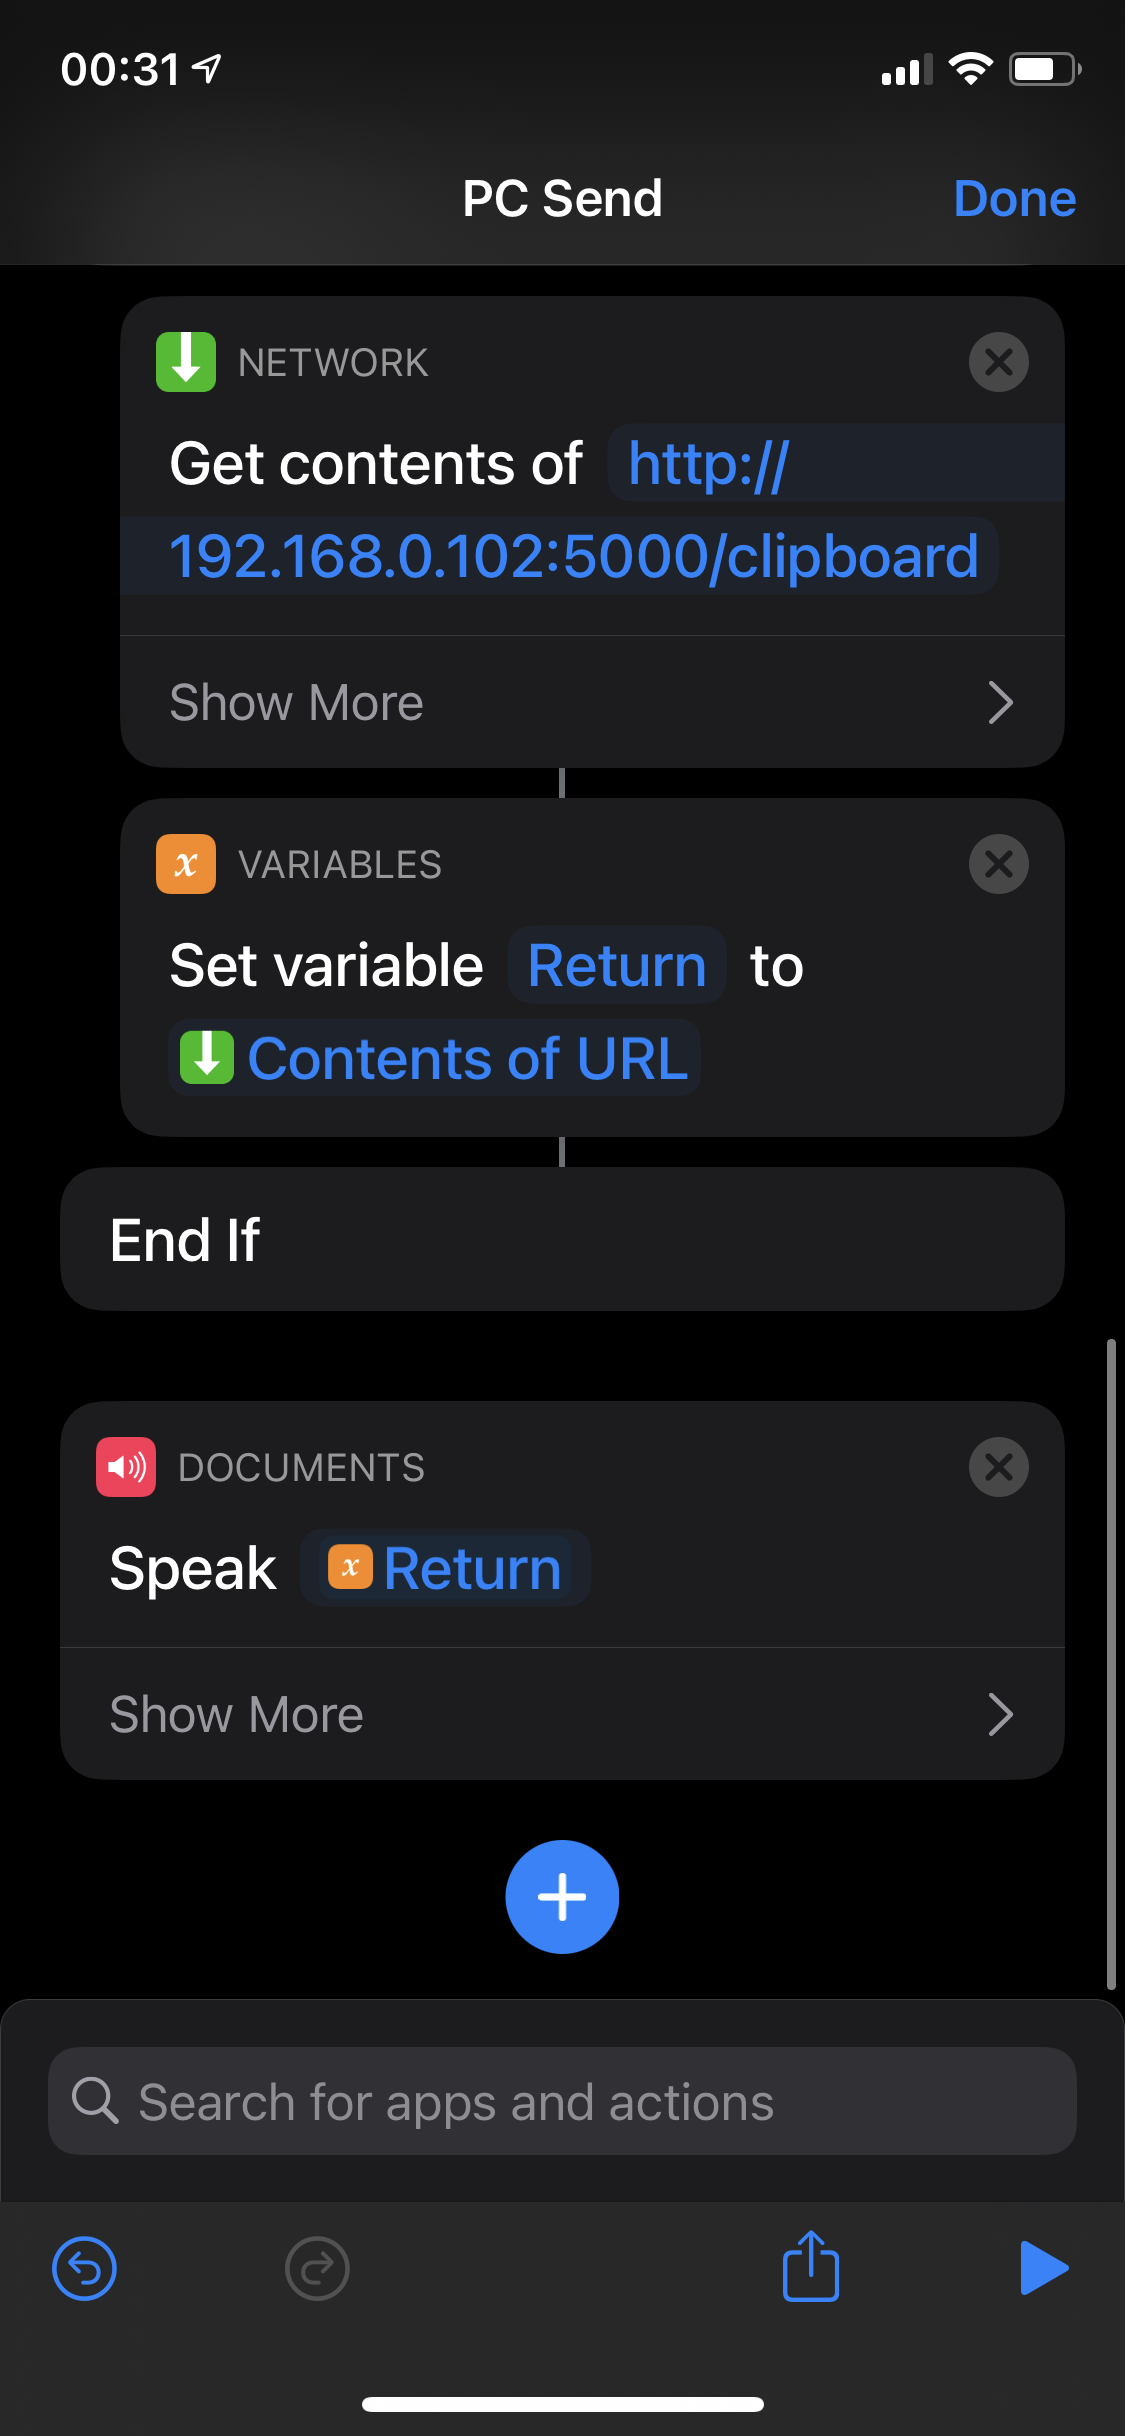 00:31
PC Send
Done
NETWORK
Get contents of http://
192.168.0.102:5000/clipboard
Show More
x VARIABLES
Set variable Return to
Contents of URL
End If
DOCUMENTS
Speak x Return
Show More
Search for apps and actions